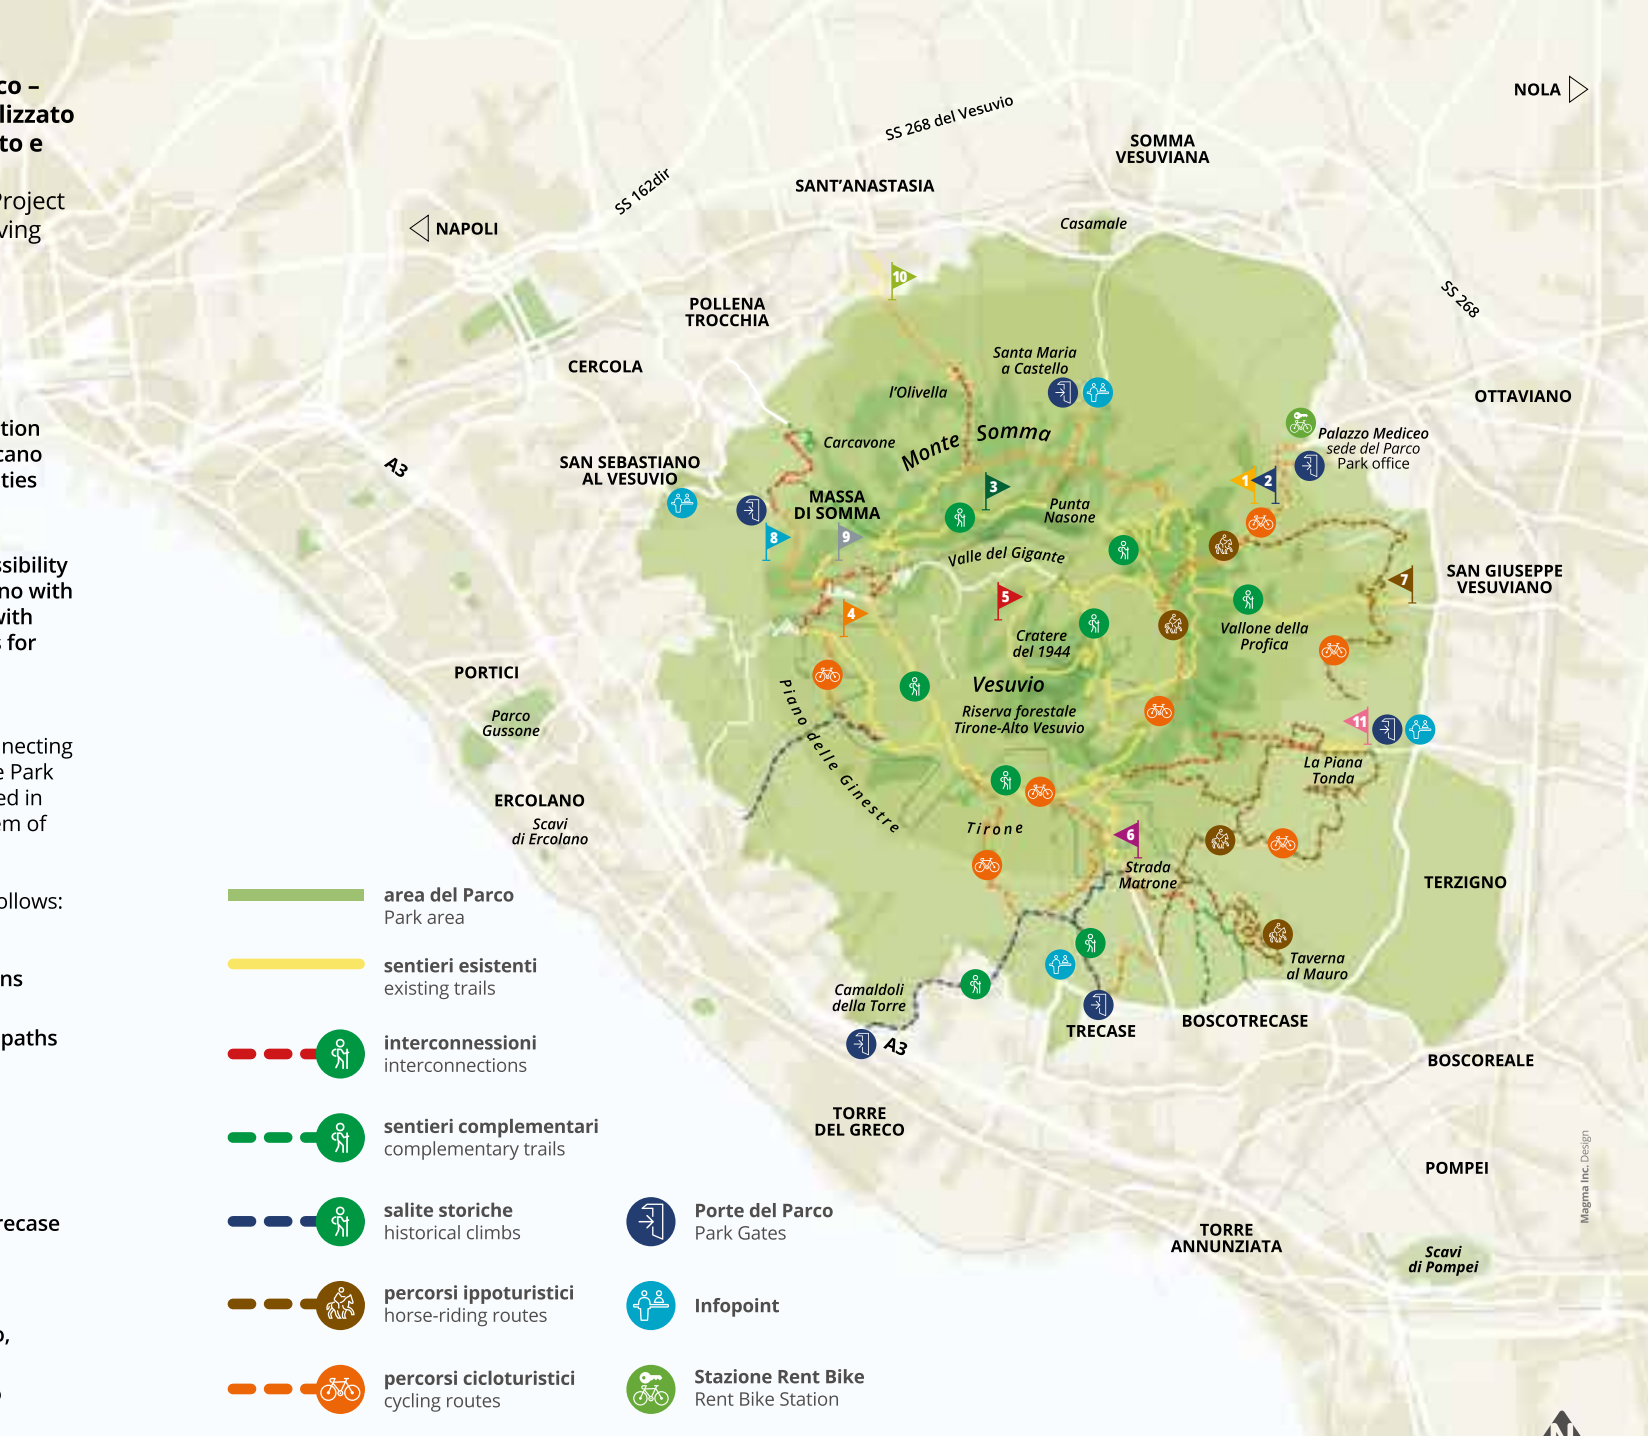 co –
lizzato
to e
Project
ving
tion
cano
ties
sibility
no with
with
s for
necting
e Park
ed in
em of
ollows:
ns
paths
recase
o,
NOLA
SS 268 del Vesuvio
SOMMA
VESUVIANA
SS 162dir
SANT'ANASTASIA
NAPOLI
Casamale
10
SS 268
POLLENA
TROCCHIA
CERCOLA
Santa Maria
a Castello
l'Olivella
OTTAVIANO
Carcavone
Monte Somma
Palazzo Mediceo
sede del Parco
Park office
A3
SAN SEBASTIANO
AL VESUVIO
MASSA
DI SOMMA
1
2
3
Punta
Nasone
8
9
Valle del Gigante
SAN GIUSEPPE
VESUVIANO
7
5
4
Cratere
del 1944
Vallone della
Profica
PORTICI
Vesuvio
Riserva forestale
Tirone-Alto Vesuvio
Parco
Gussone
Piano delle Ginestre
11
La Piana
Tonda
ERCOLANO
Scavi
di Ercolano
Tirone
6
Strada
Matrone
TERZIGNO
Taverna
al Mauro
Camaldoli
della Torre
A3
TRECASE
BOSCOTRECASE
BOSCOREALE
TORRE
DEL GRECO
POMPEI
TORRE
ANNUNZIATA
Scavi
di Pompei
Magma Inc. Design
area del Parco
Park area
sentieri esistenti
existing trails
interconnessioni
interconnections
sentieri complementari
complementary trails
salite storiche
historical climbs
percorsi ippoturistici
horse-riding routes
percorsi cicloturistici
cycling routes
Porte del Parco
Park Gates
Infopoint
Stazione Rent Bike
Rent Bike Station
N